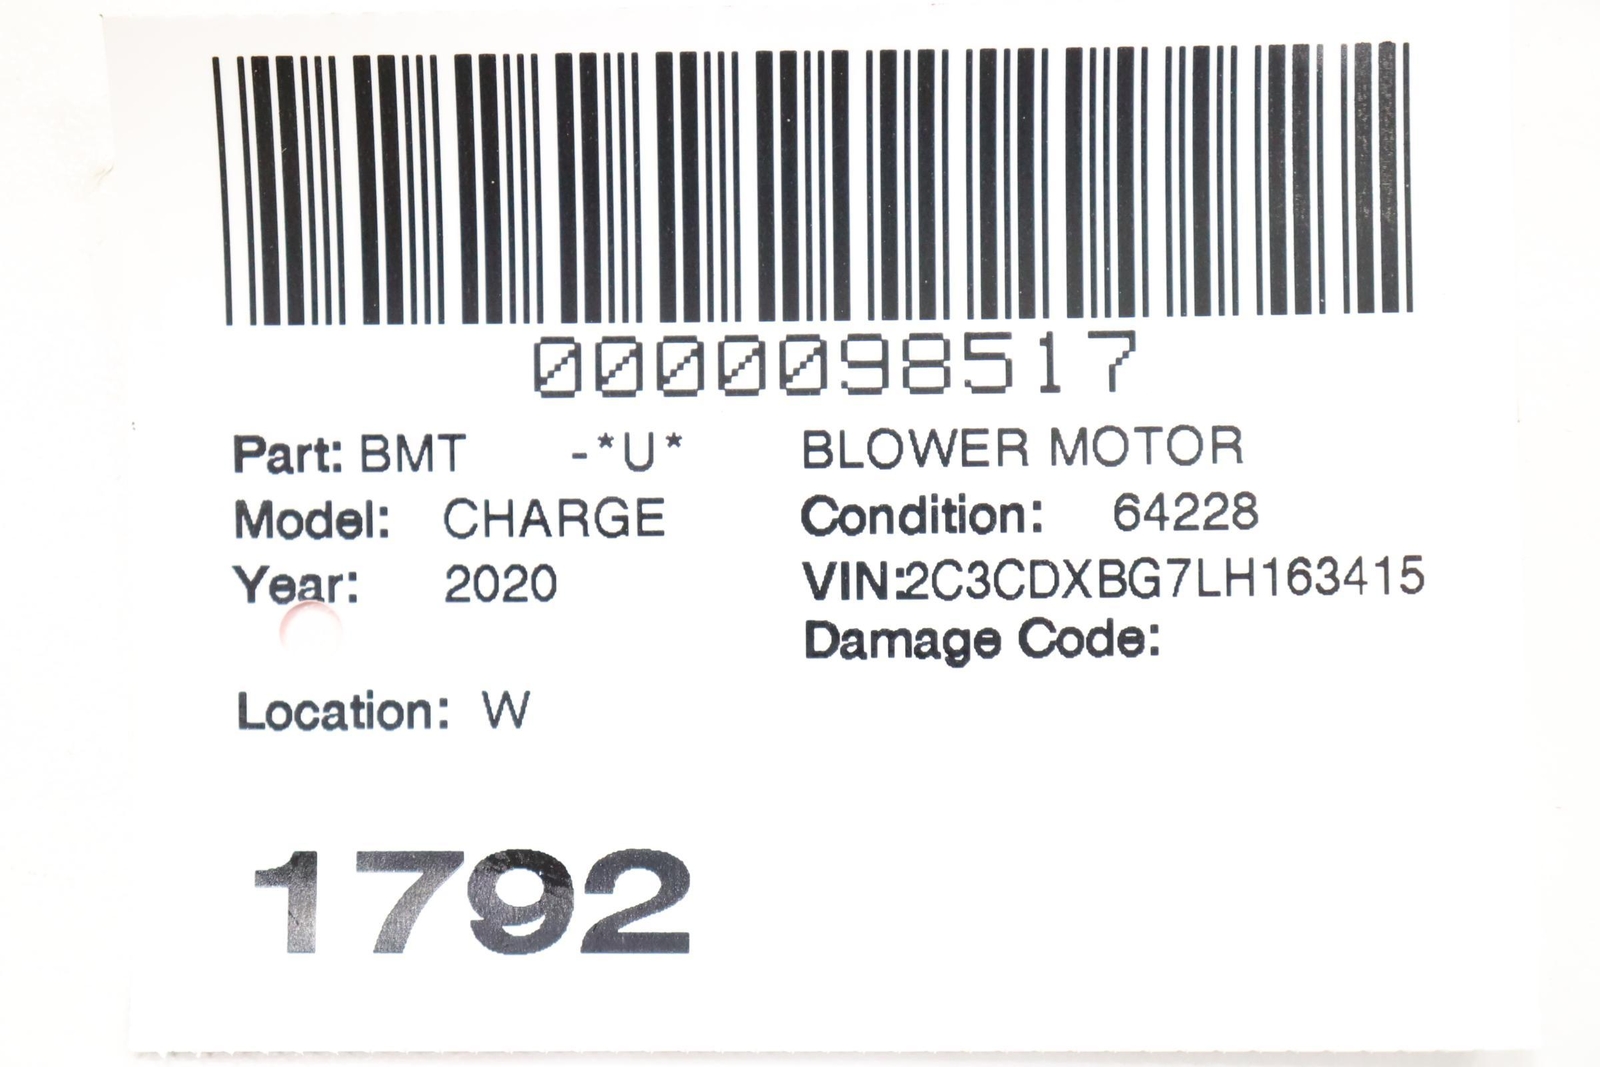 0000098517
Part: BMT -*U* BLOWER MOTOR
Model: CHARGE Condition: 64228
Year: 2020 VIN:2C3CDXBG7LH163415
Damage Code:
Location: W
1792